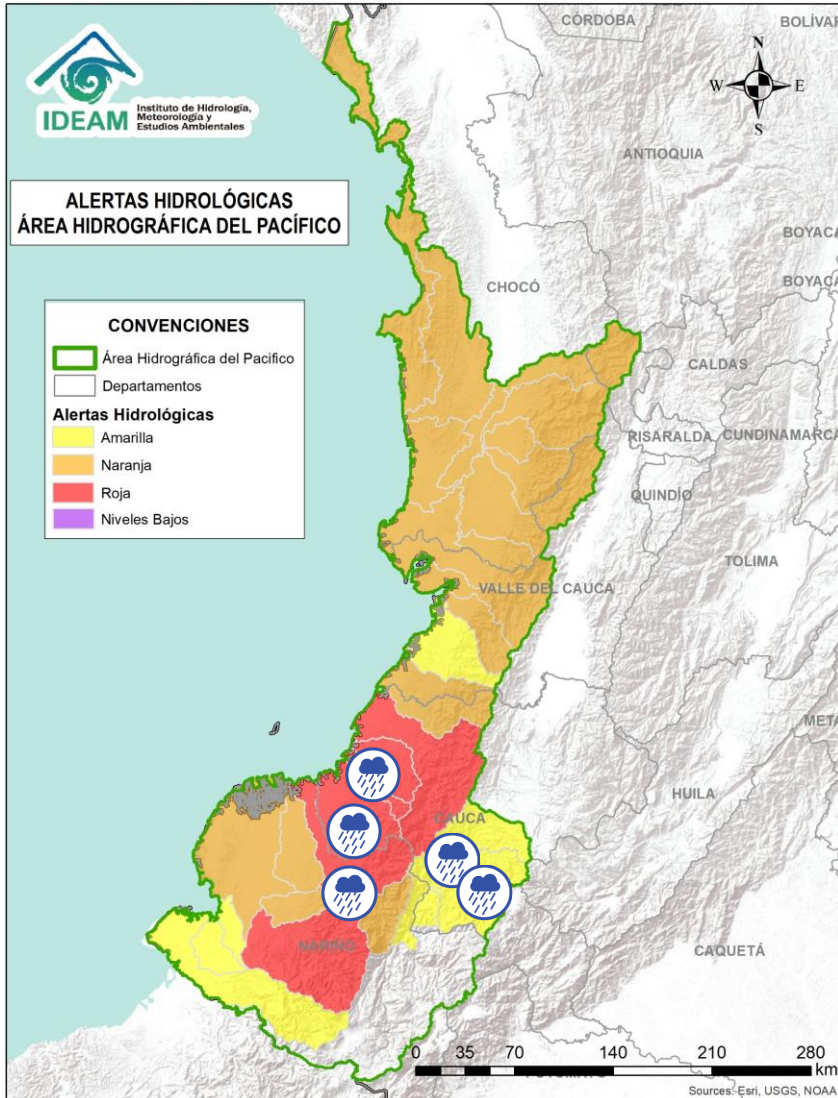 CÓRDOBA
BOLÍVAR
IDEAM
Instituto de Hidrología,
Meteorología y
Estudios Ambientales
N
W E
S
ANTIOQUIA
ALERTAS HIDROLÓGICAS
ÁREA HIDROGRÁFICA DEL PACÍFICO
BOYACÁ
BOYACÁ
CHOCÓ
CONVENCIONES
Área Hidrográfica del Pacifico
Departamentos
Alertas Hidrológicas
Amarilla
Naranja
Roja
Niveles Bajos
CALDAS
RISARALDA
CUNDINAMARCA
QUINDÍO
TOLIMA
VALLE DEL CAUCA
META
HUILA
CAUCA
NARIÑO
CAQUETÁ
0 35 70 140 210 280
km
Sources: Esri, USGS, NOAA